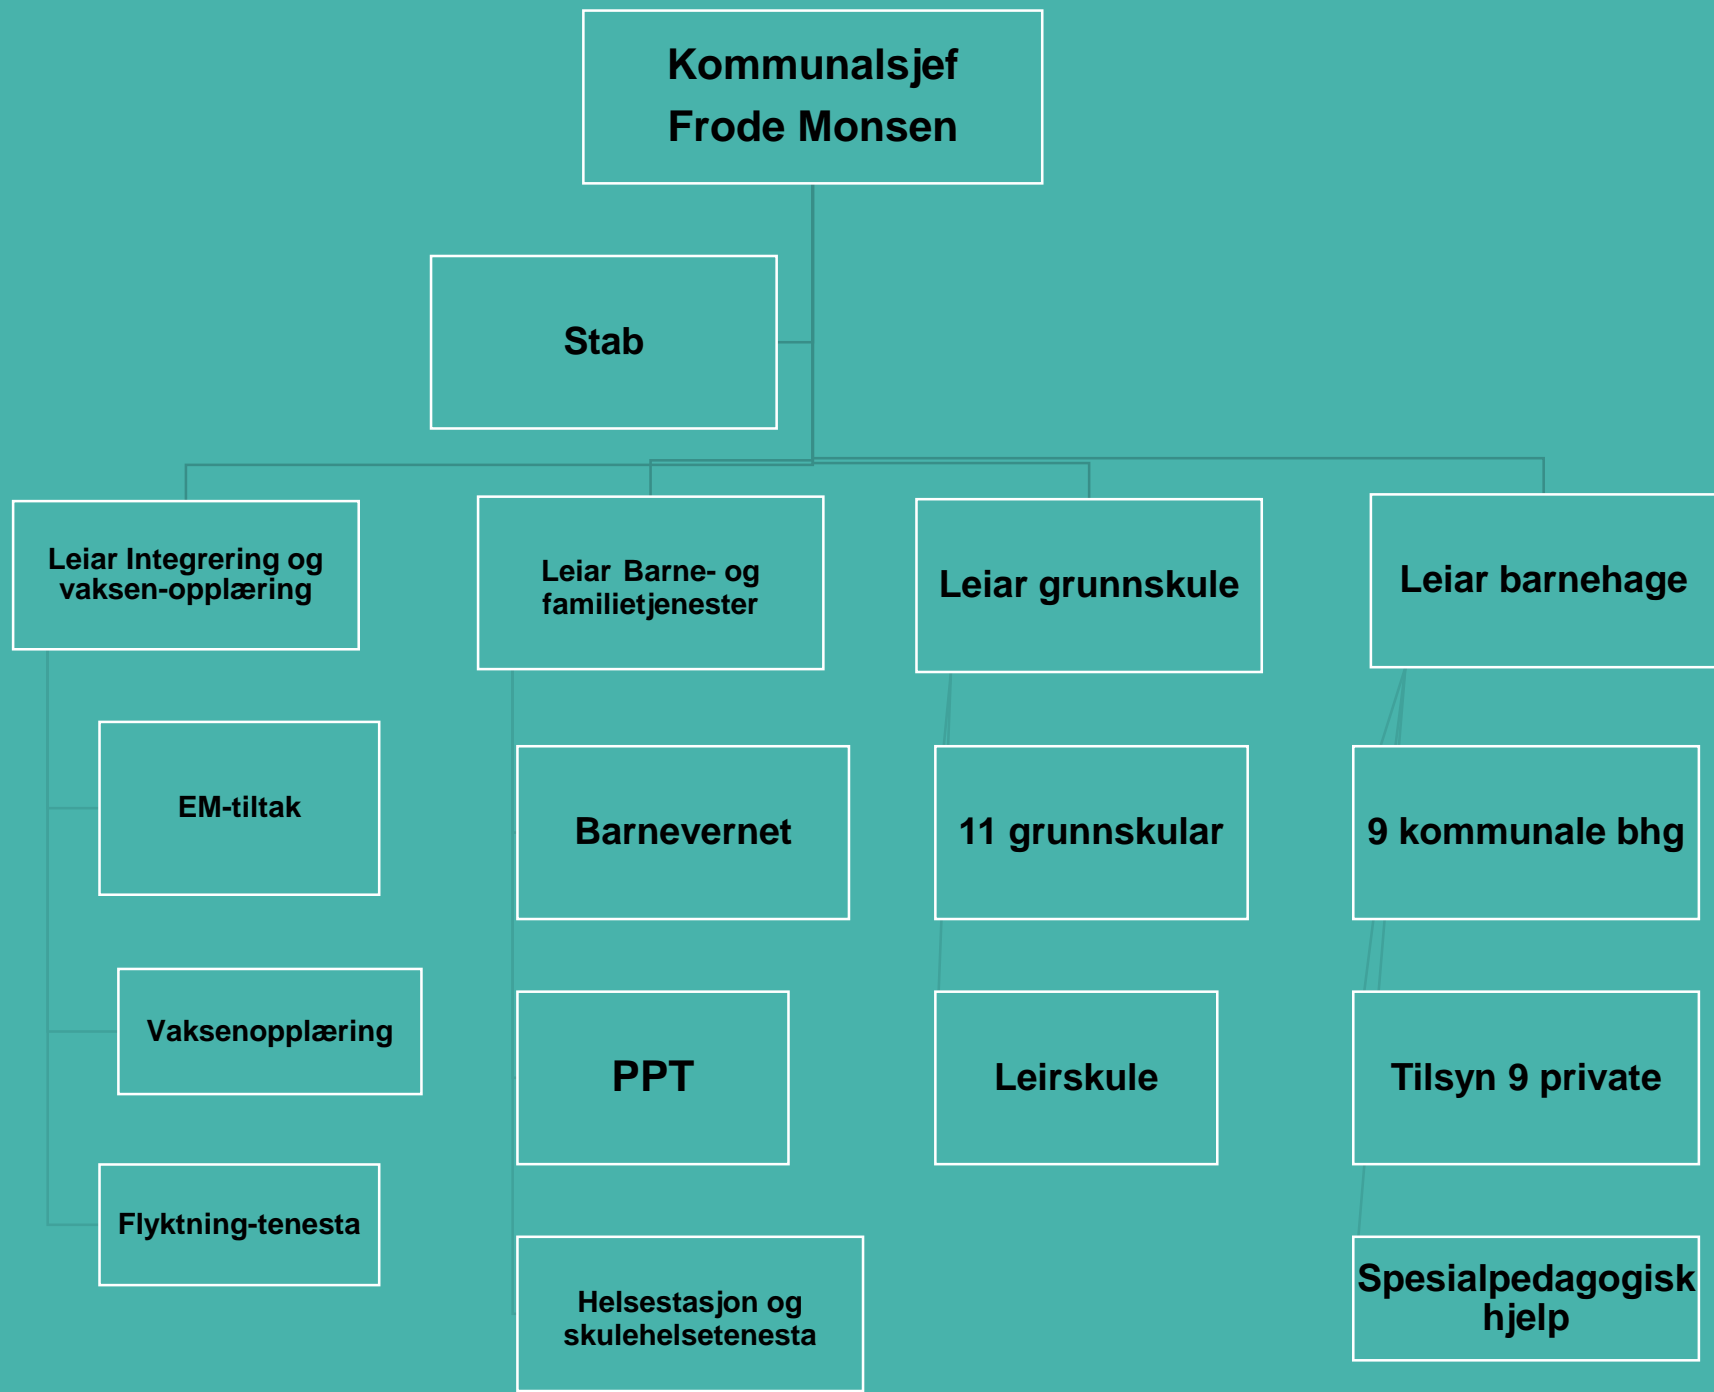 Kommunalsjef
Frode Monsen
Stab
Leiar Integrering og
vaksen-opplæring
Leiar Barne- og
familietjenester
Leiar grunnskule
Leiar barnehage
EM-tiltak
Vaksenopplæring
Flyktning-tenesta
Barnevernet
PPT
Helsestasjon og
skulehelsetenesta
11 grunnskular
Leirskule
9 kommunale bhg
Tilsyn 9 private
Spesialpedagogisk
hjelp